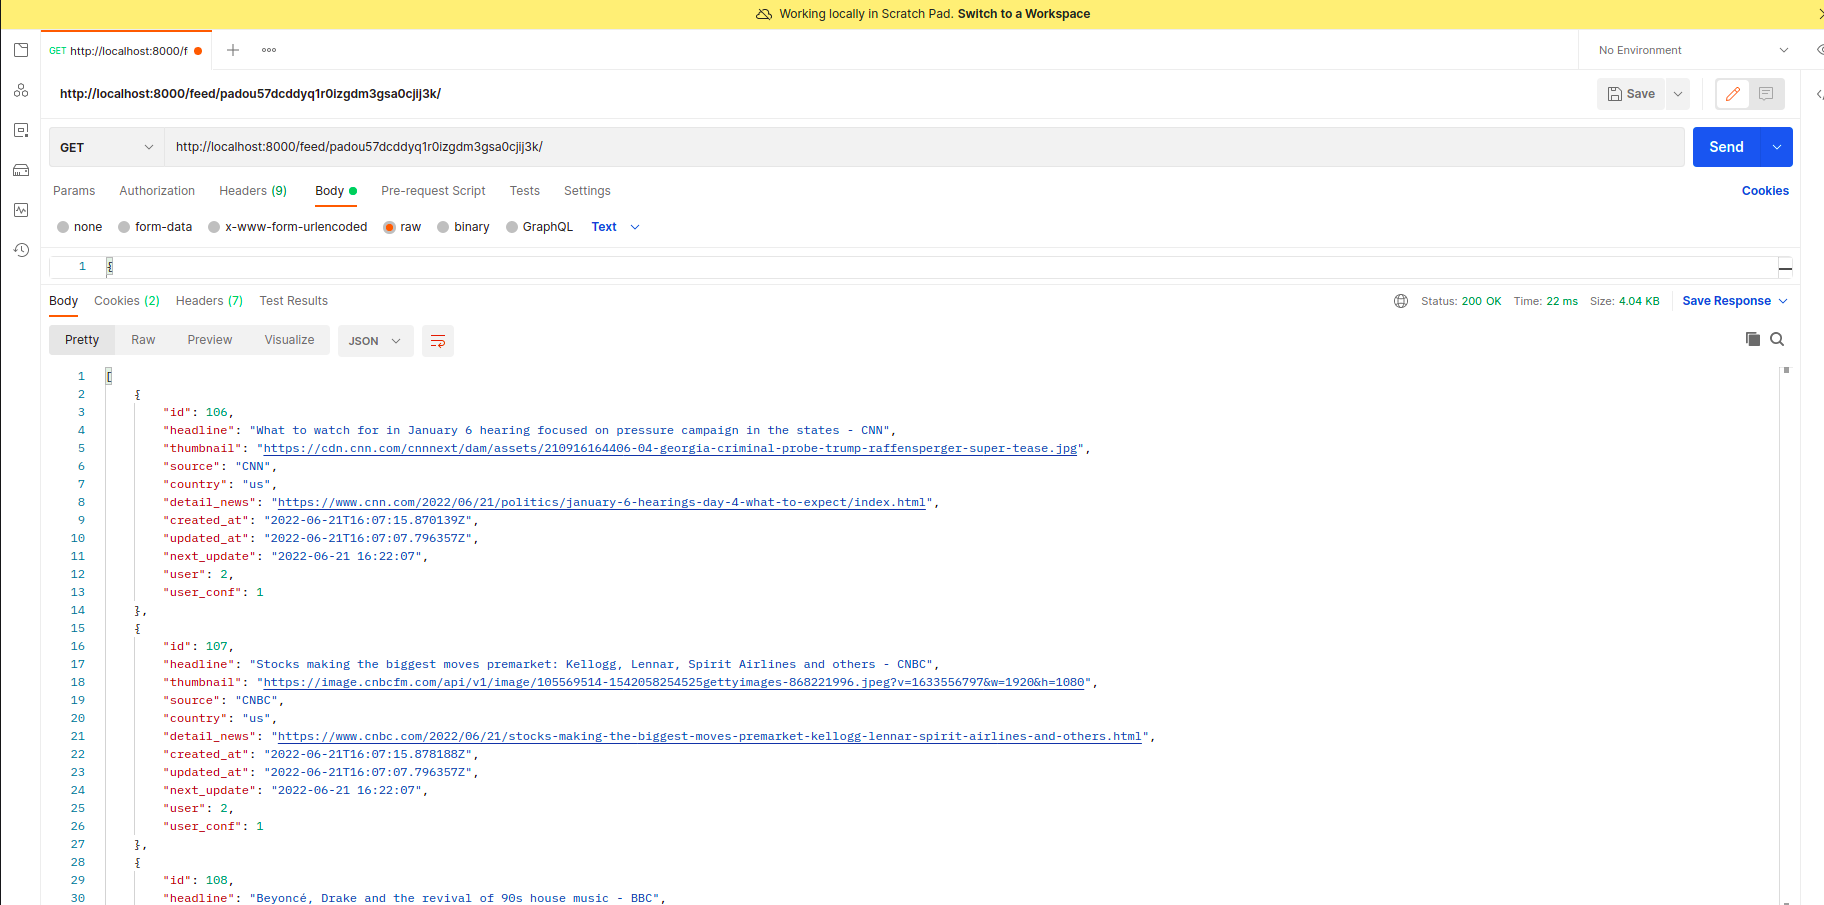 Working locally in Scratch Pad. Switch to a Workspace
GET http://localhost:8000/f
No Environment
http://localhost:8000/feed/padou57dcddyq1r0izgdm3gsa0cjij3k/
Save
GET http://localhost:8000/feed/padou57dcddyq1r0izgdm3gsa0cjij3k/ Send
Params Authorization Headers (9) Body Pre-request Script Tests Settings Cookies
none form-data x-www-form-urlencoded raw binary GraphQL Text
1 {
Body Cookies (2) Headers (7) Test Results Status: 200 OK Time: 22 ms Size: 4.04 KB Save Response
Pretty Raw Preview Visualize JSON
1 [
2 {
3 "id": 106,
4 "headline": "What to watch for in January 6 hearing focused on pressure campaign in the states - CNN",
5 "thumbnail": "https://cdn.cnn.com/cnnnext/dam/assets/210916164406-04-georgia-criminal-probe-trump-raffensperger-super-tease.jpg",
6 "source": "CNN",
7 "country": "us",
8 "detail_news": "https://www.cnn.com/2022/06/21/politics/january-6-hearings-day-4-what-to-expect/index.html",
9 "created_at": "2022-06-21T16:07:15.870139Z",
10 "updated_at": "2022-06-21T16:07:07.796357Z",
11 "next_update": "2022-06-21 16:22:07",
12 "user": 2,
13 "user_conf": 1
14 },
15 {
16 "id": 107,
17 "headline": "Stocks making the biggest moves premarket: Kellogg, Lennar, Spirit Airlines and others - CNBC",
18 "thumbnail": "https://image.cnbcfm.com/api/v1/image/105569514-1542058254525gettyimages-868221996.jpeg?v=1633556797&w=1920&h=1080",
19 "source": "CNBC",
20 "country": "us",
21 "detail_news": "https://www.cnbc.com/2022/06/21/stocks-making-the-biggest-moves-premarket-kellogg-lennar-spirit-airlines-and-others.html",
22 "created_at": "2022-06-21T16:07:15.878188Z",
23 "updated_at": "2022-06-21T16:07:07.796357Z",
24 "next_update": "2022-06-21 16:22:07",
25 "user": 2,
26 "user_conf": 1
27 },
28 {
29 "id": 108,
30 "headline": "Beyoncé, Drake and the revival of 90s house music - BBC",